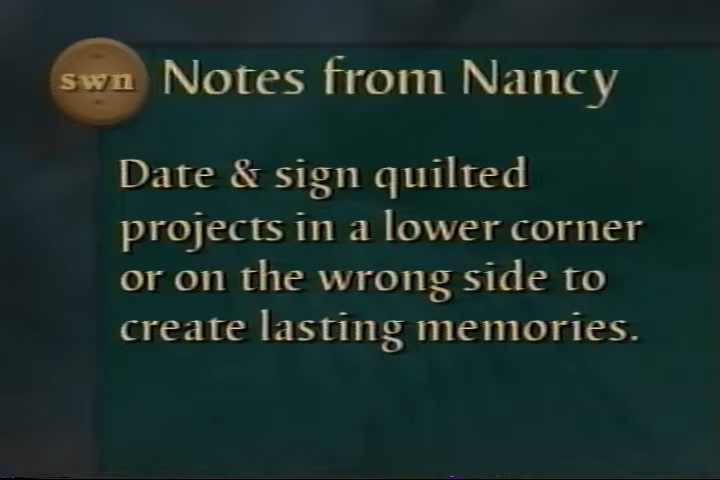 swn
Notes from Nancy
Date & sign quilted
projects in a lower corner
or on the wrong side to
create lasting memories.